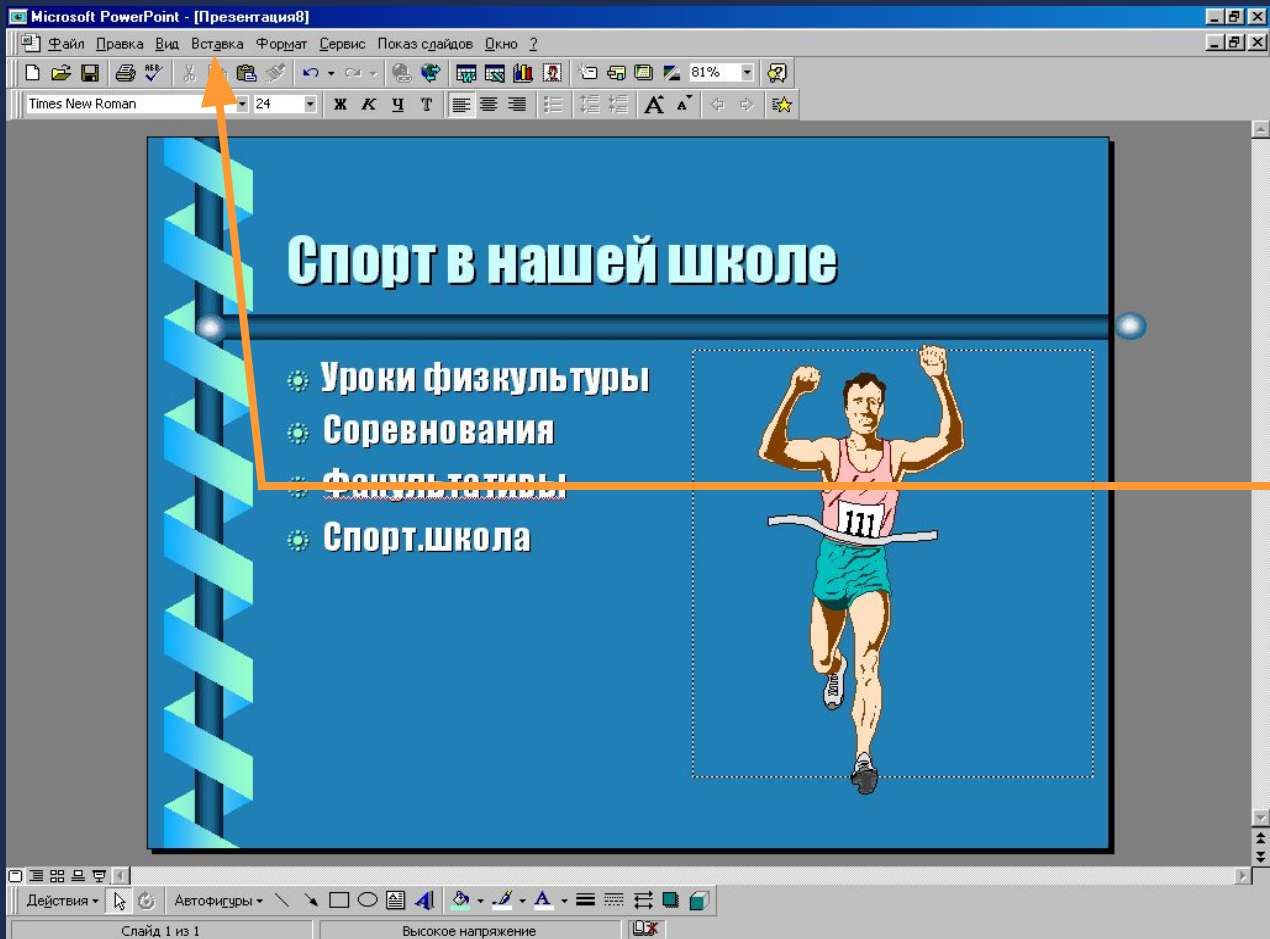 Microsoft PowerPoint - [Презентация8]
Файл Правка Вид Вставка Формат Сервис Показ слайдов Окно ?
81%
Times New Roman 24 Ж К Ч Т
Спорт в нашей школе
Уроки физкультуры
Соревнования
Факультативы
Спорт.школа
111
Действия Автофигуры
Слайд 1 из 1 Высокое напряжение